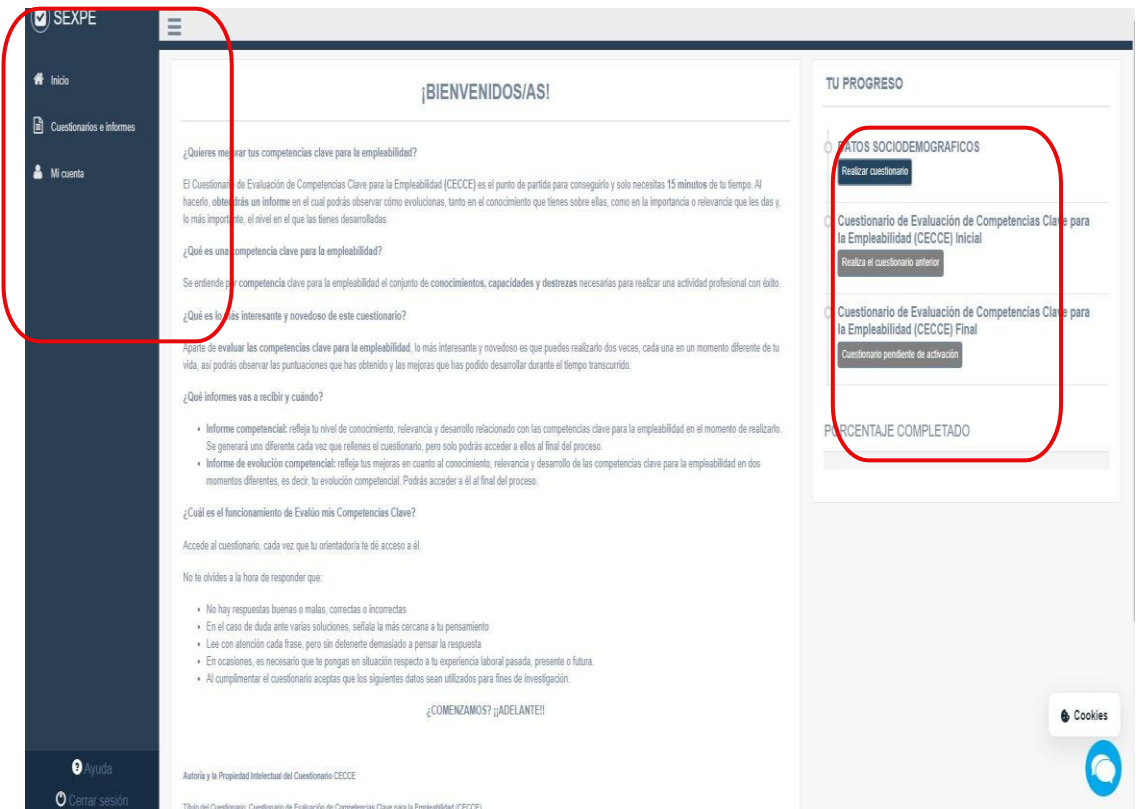 SEXPE
Inicio
Cuestionarios e informes
Mi cuenta
Ayuda
Cerrar sesión
¡BIENVENIDOS/AS!
¿Quieres mejorar tus competencias clave para la empleabilidad?
El Cuestionario de Evaluación de Competencias Clave para la Empleabilidad (CECCE) es el punto de partida para conseguirlo y solo necesitas 15 minutos de tu tiempo. Al
hacerlo, obtendrás un informe en el cual podrás observar cómo evolucionas, tanto en el conocimiento que tienes sobre ellas, como en la importancia o relevancia que les das y,
lo más importante, el nivel en el que las tienes desarrolladas.
¿Qué es una competencia clave para la empleabilidad?
Se entiende por competencia clave para la empleabilidad el conjunto de conocimientos, capacidades y destrezas necesarias para realizar una actividad profesional con éxito.
¿Qué es lo más interesante y novedoso de este cuestionario?
Aparte de evaluar las competencias clave para la empleabilidad, lo más interesante y novedoso es que puedes realizarlo dos veces, cada una en un momento diferente de tu
vida, así podrás observar las puntuaciones que has obtenido y las mejoras que has podido desarrollar durante el tiempo transcurrido.
¿Qué informes vas a recibir y cuándo?
• Informe competencial: refleja tu nivel de conocimiento, relevancia y desarrollo relacionado con las competencias clave para la empleabilidad en el momento de realizarlo.
Se generará uno diferente cada vez que rellenes el cuestionario, pero solo podrás acceder a ellos al final del proceso.
• Informe de evolución competencial: refleja tus mejoras en cuanto al conocimiento, relevancia y desarrollo de las competencias clave para la empleabilidad en dos
momentos diferentes, es decir, tu evolución competencial. Podrás acceder a él al final del proceso.
¿Cuál es el funcionamiento de Evalúo mis Competencias Clave?
Accede al cuestionario, cada vez que tu orientador/a te dé acceso a él.
No te olvides a la hora de responder que:
• No hay respuestas buenas o malas, correctas o incorrectas
• En el caso de duda ante varias soluciones, señala la más cercana a tu pensamiento
• Lee con atención cada frase, pero sin detenerte demasiado a pensar la respuesta
• En ocasiones, es necesario que te pongas en situación respecto a tu experiencia laboral pasada, presente o futura.
• Al cumplimentar el cuestionario aceptas que los siguientes datos sean utilizados para fines de investigación.
¿COMENZAMOS? ¡¡ADELANTE!!
Autoría y la Propiedad Intelectual del Cuestionario CECCE
Título del Cuestionario: Cuestionario de Evaluación de Competencias Clave para la Empleabilidad (CECCE)
TU PROGRESO
DATOS SOCIODEMOGRAFICOS
Realizar cuestionario
Cuestionario de Evaluación de Competencias Clave para
la Empleabilidad (CECCE) Inicial
Realiza el cuestionario anterior
Cuestionario de Evaluación de Competencias Clave para
la Empleabilidad (CECCE) Final
Cuestionario pendiente de activación
PORCENTAJE COMPLETADO
Cookies